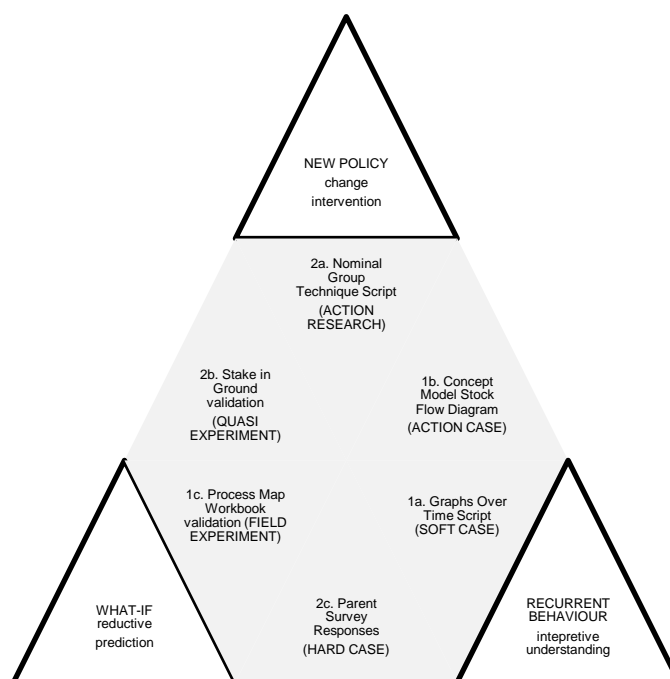 NEW POLICY
change
intervention
2a. Nominal
Group
Technique Script
(ACTION
RESEARCH)
2b. Stake in
Ground
validation
(QUASI
EXPERIMENT)
1b. Concept
Model Stock
Flow Diagram
(ACTION CASE)
1c. Process Map
Workbook
validation (FIELD
EXPERIMENT)
1a. Graphs Over
Time Script
(SOFT CASE)
WHAT-IF
reductive
prediction
2c. Parent
Survey
Responses
(HARD CASE)
RECURRENT
BEHAVIOUR
intepretive
understanding